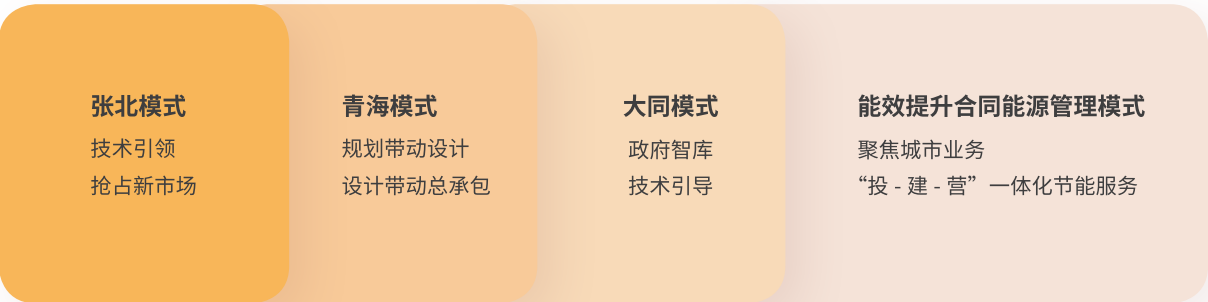 张北模式
技术引领
抢占新市场
青海模式
规划带动设计
设计带动总承包
大同模式
政府智库
技术引导
能效提升合同能源管理模式
聚焦城市业务
“投 - 建 - 营”一体化节能服务